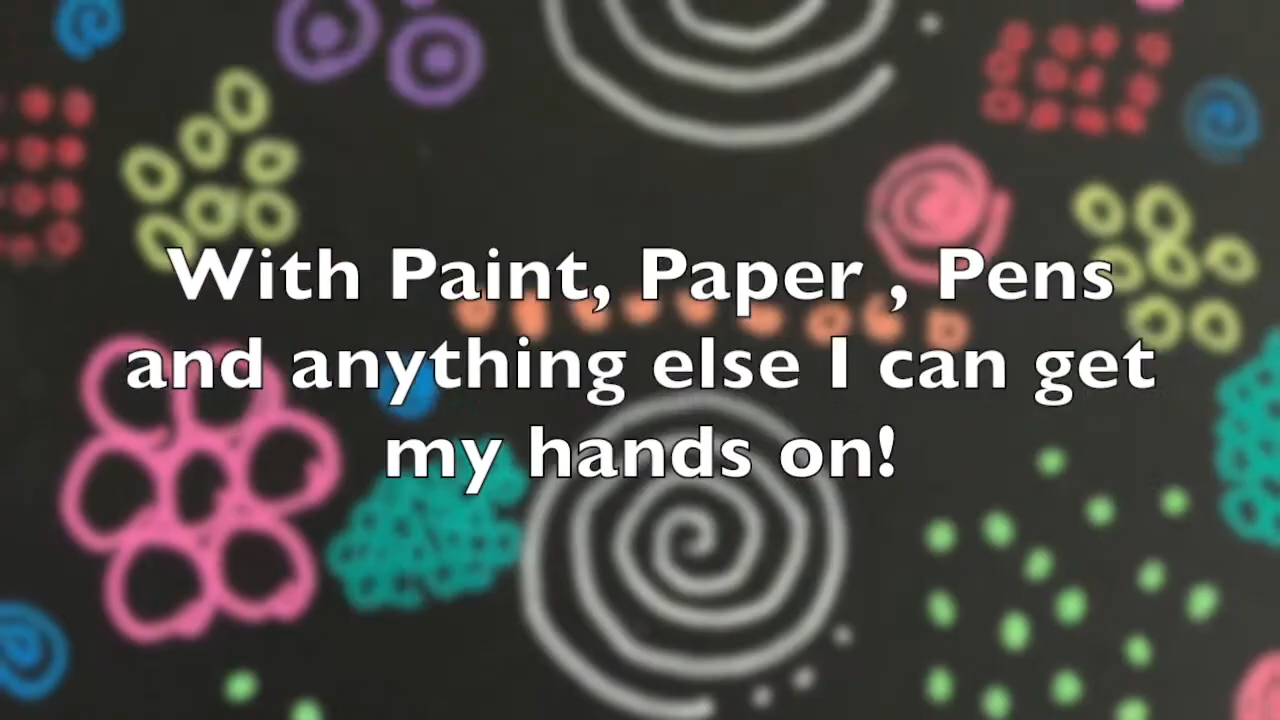 With Paint, Paper , Pens
and anything else I can get
my hands on!